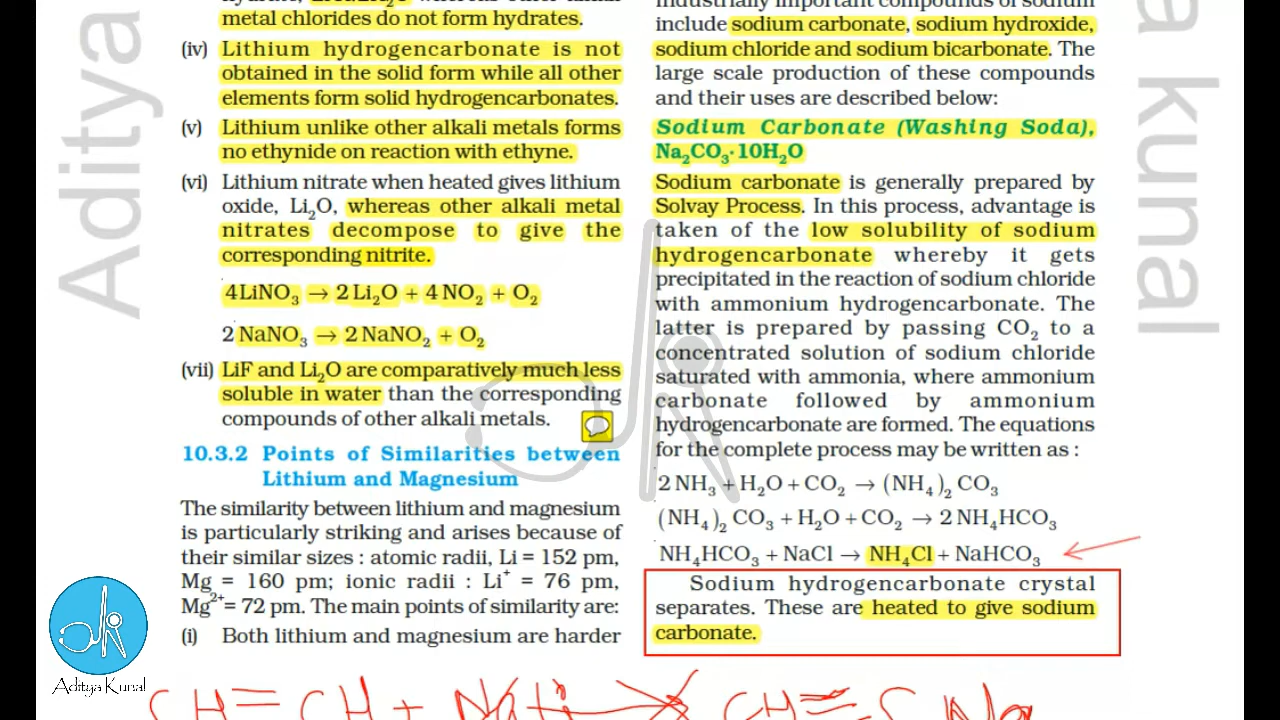 hydrate, LiCl.2H₂O whereas other alkali
metal chlorides do not form hydrates.
(iv) Lithium hydrogencarbonate is not
obtained in the solid form while all other
elements form solid hydrogencarbonates.
(v) Lithium unlike other alkali metals forms
no ethynide on reaction with ethyne.
(vi) Lithium nitrate when heated gives lithium
oxide, Li₂O, whereas other alkali metal
nitrates decompose to give the
corresponding nitrite.
4LiNO₃ → 2 Li₂O + 4 NO₂ + O₂
2 NaNO₃ → 2 NaNO₂ + O₂
(vii) LiF and Li₂O are comparatively much less
soluble in water than the corresponding
compounds of other alkali metals.
10.3.2 Points of Similarities between
Lithium and Magnesium
The similarity between lithium and magnesium
is particularly striking and arises because of
their similar sizes : atomic radii, Li = 152 pm,
Mg = 160 pm; ionic radii : Li⁺ = 76 pm,
Mg²⁺= 72 pm. The main points of similarity are:
(i) Both lithium and magnesium are harder
industrially important compounds of sodium
include sodium carbonate, sodium hydroxide,
sodium chloride and sodium bicarbonate. The
large scale production of these compounds
and their uses are described below:
Sodium Carbonate (Washing Soda),
Na₂CO₃·10H₂O
Sodium carbonate is generally prepared by
Solvay Process. In this process, advantage is
taken of the low solubility of sodium
hydrogencarbonate whereby it gets
precipitated in the reaction of sodium chloride
with ammonium hydrogencarbonate. The
latter is prepared by passing CO₂ to a
concentrated solution of sodium chloride
saturated with ammonia, where ammonium
carbonate followed by ammonium
hydrogencarbonate are formed. The equations
for the complete process may be written as :
2 NH₃ + H₂O + CO₂ → (NH₄)₂ CO₃
(NH₄)₂ CO₃ + H₂O + CO₂ → 2 NH₄HCO₃
NH₄HCO₃ + NaCl → NH₄Cl + NaHCO₃
Sodium hydrogencarbonate crystal
separates. These are heated to give sodium
carbonate.
Aditya
a kunal
Aditya Kunal